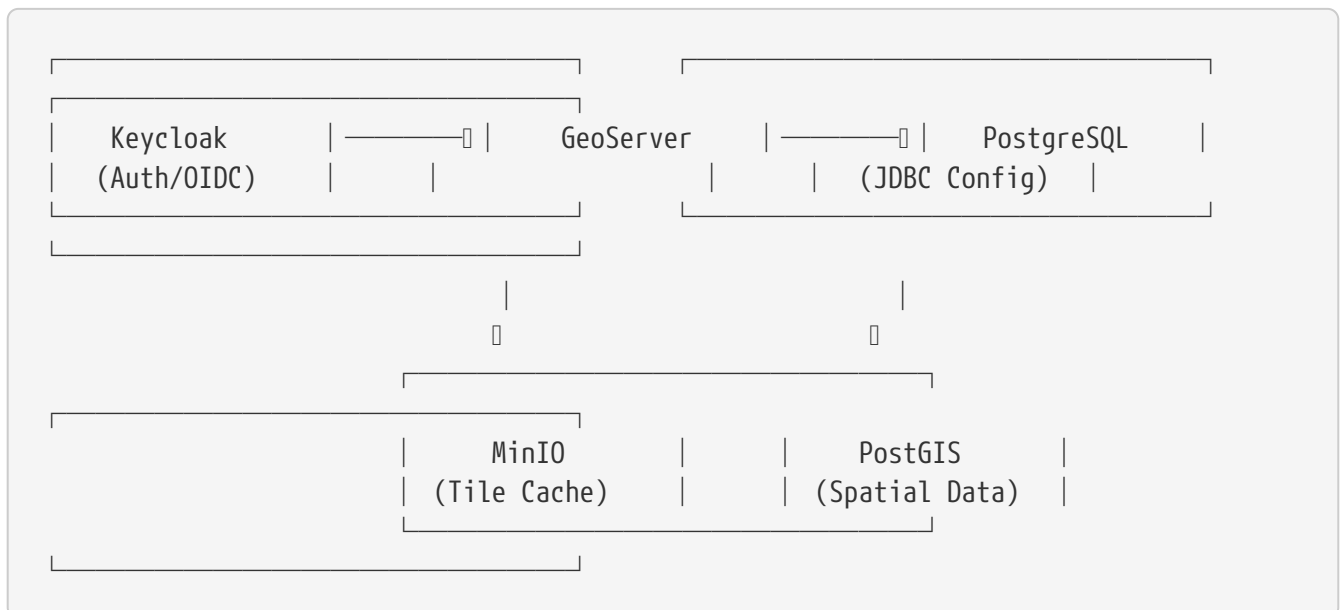 Keycloak GeoServer PostgreSQL
(Auth/OIDC) (JDBC Config)
MinIO PostGIS
(Tile Cache) (Spatial Data)